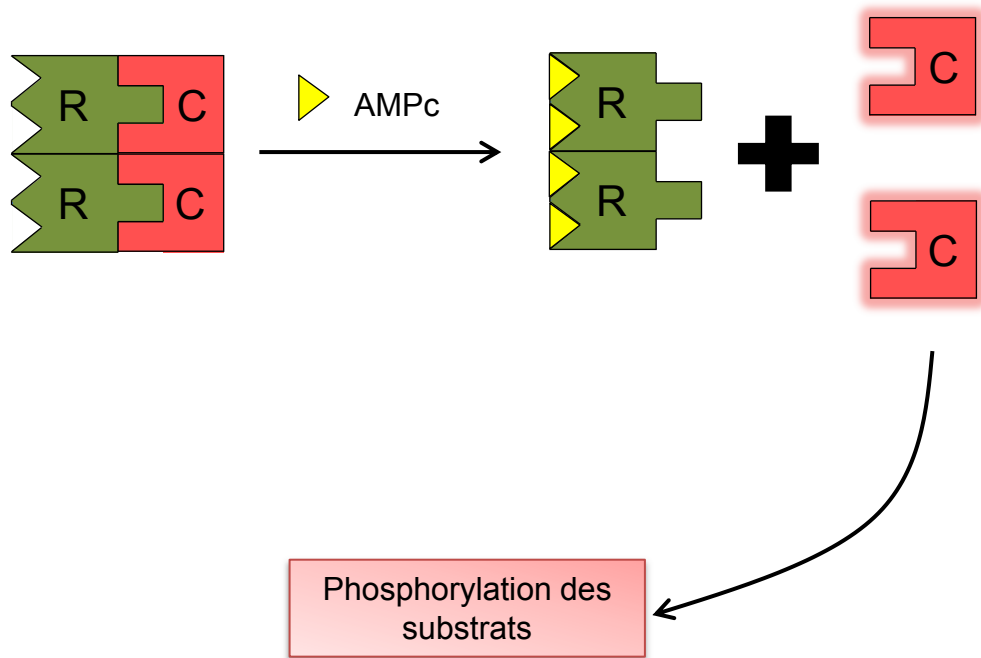 R C
AMPc
R
C
R C
R
C
Phosphorylation des
substrats